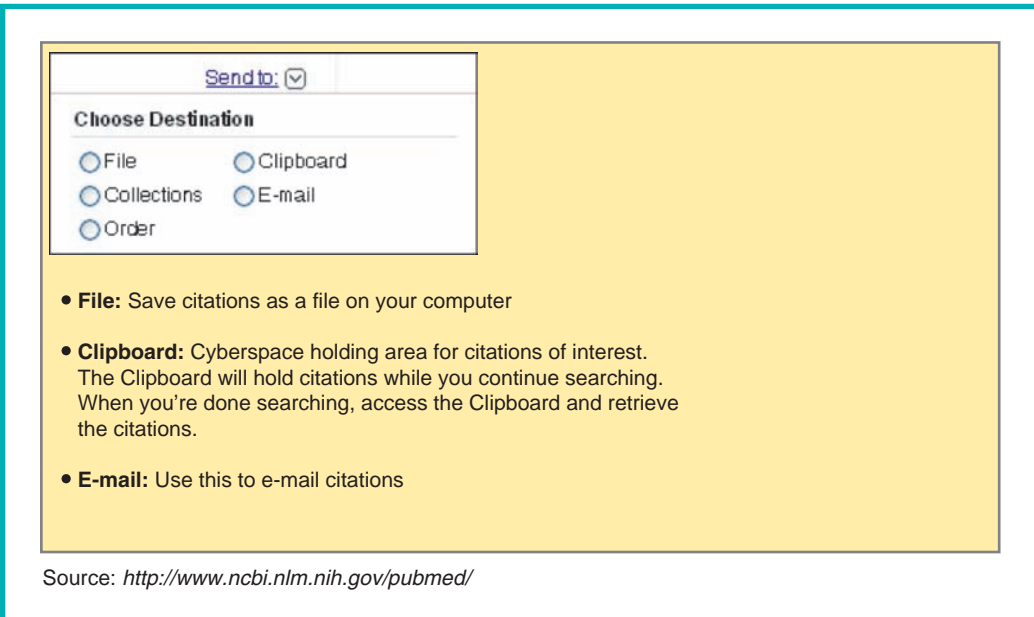 Send to:
Choose Destination
File Clipboard
Collections E-mail
Order
• File: Save citations as a file on your computer
• Clipboard: Cyberspace holding area for citations of interest.
The Clipboard will hold citations while you continue searching.
When you're done searching, access the Clipboard and retrieve
the citations.
• E-mail: Use this to e-mail citations
Source: http://www.ncbi.nlm.nih.gov/pubmed/